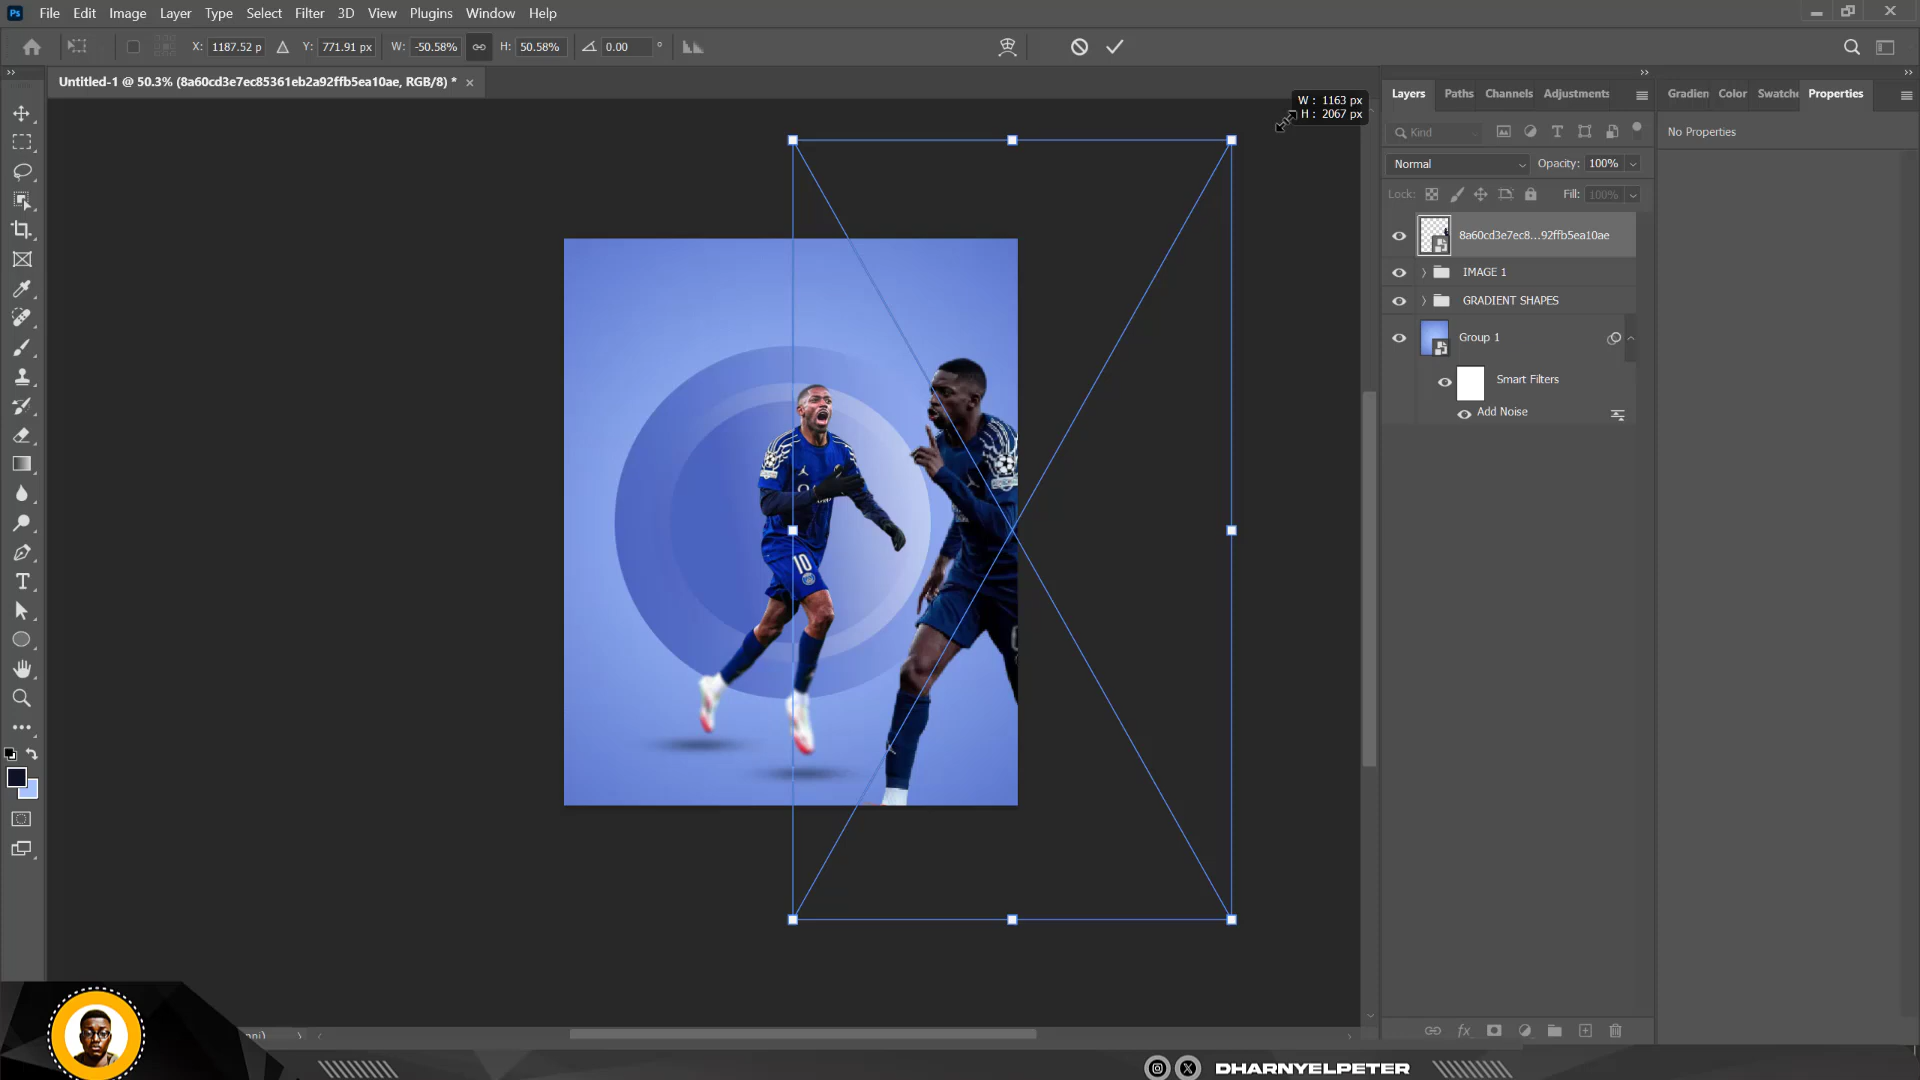 Ps File Edit Image Layer Type Select Filter 3D View Plugins Window Help
X: 1187.52 p Y: 771.91 px W: -50.58% H: 50.58% 0.00 °
Untitled-1 @ 50.3% (8a60cd3e7ec85361eb2a92ffb5ea10ae, RGB/8) * ×
W : 1163 px
H : 2067 px
Layers Paths Channels Adjustments
Gradien Color Swatche Properties
Kind
No Properties
Normal Opacity: 100%
Lock: Fill: 100%
8a60cd3e7ec8...92ffb5ea10ae
IMAGE 1
GRADIENT SHAPES
Group 1
Smart Filters
Add Noise
10
fx
DHARNYELPETER